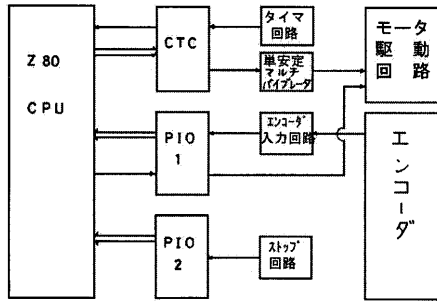 Z80
CPU
CTC
タイマ
回路
単安定
マルチ
バイブレータ
モータ
駆動
回路
PIO
1
エンコーダ
入力回路
エンコーダ
PIO
2
ストップ
回路